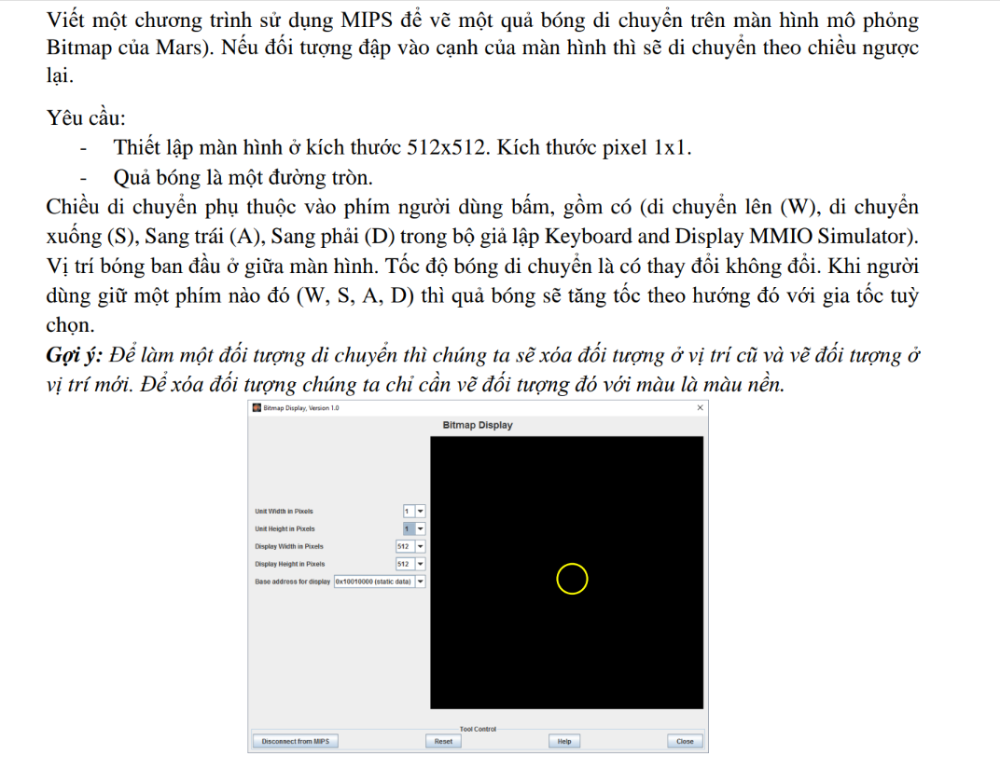 Viết một chương trình sử dụng MIPS để vẽ một quả bóng di chuyển trên màn hình mô phỏng
Bitmap của Mars). Nếu đối tượng đập vào cạnh của màn hình thì sẽ di chuyển theo chiều ngược
lại.
Yêu cầu:
- Thiết lập màn hình ở kích thước 512x512. Kích thước pixel 1x1.
- Quả bóng là một đường tròn.
Chiều di chuyển phụ thuộc vào phím người dùng bấm, gồm có (di chuyển lên (W), di chuyển
xuống (S), Sang trái (A), Sang phải (D) trong bộ giả lập Keyboard and Display MMIO Simulator).
Vị trí bóng ban đầu ở giữa màn hình. Tốc độ bóng di chuyển là có thay đổi không đổi. Khi người
dùng giữ một phím nào đó (W, S, A, D) thì quả bóng sẽ tăng tốc theo hướng đó với gia tốc tuỳ
chọn.
Gợi ý: Để làm một đối tượng di chuyển thì chúng ta sẽ xóa đối tượng ở vị trí cũ và vẽ đối tượng ở
vị trí mới. Để xóa đối tượng chúng ta chỉ cần vẽ đối tượng đó với màu là màu nền.
Bitmap Display, Version 1.0
Bitmap Display
Unit Width in Pixels 1
Unit Height in Pixels 1
Display Width in Pixels 512
Display Height in Pixels 512
Base address for display 0x10010000 (static data)
Tool Control
Disconnect from MIPS Reset Help Close